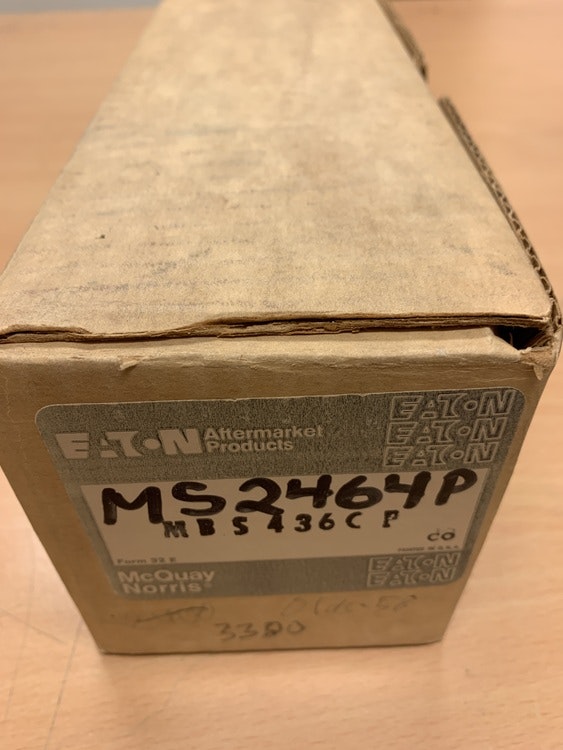 EATON Aftermarket
Products
EATON
EATON
EATON
MS2464P
MBS436CP
CO
Form 33 E
McQuay
Norris
EATON
EATON
3380